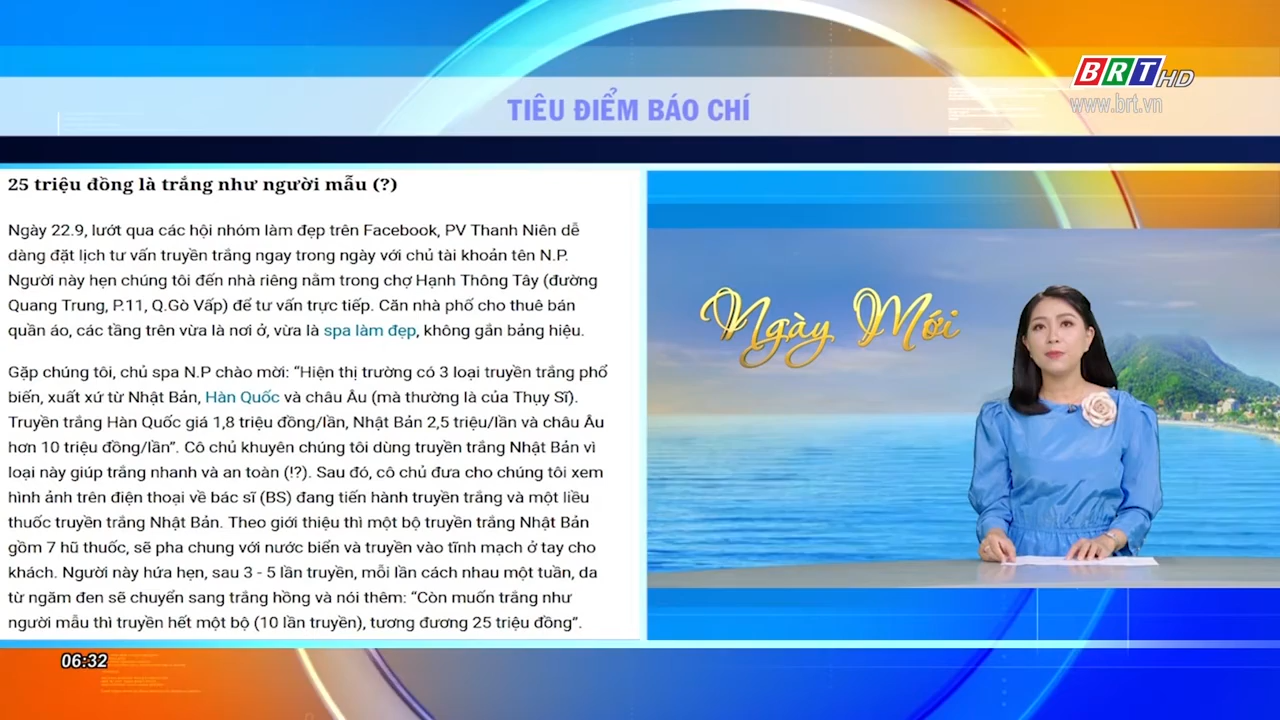 BRT HD
www.brt.vn
TIÊU ĐIỂM BÁO CHÍ
25 triệu đồng là trắng như người mẫu (?)
Ngày 22.9, lướt qua các hội nhóm làm đẹp trên Facebook, PV Thanh Niên dễ
dàng đặt lịch tư vấn truyền trắng ngay trong ngày với chủ tài khoản tên N.P.
Người này hẹn chúng tôi đến nhà riêng nằm trong chợ Hạnh Thông Tây (đường
Quang Trung, P.11, Q.Gò Vấp) để tư vấn trực tiếp. Căn nhà phố cho thuê bán
quần áo, các tầng trên vừa là nơi ở, vừa là spa làm đẹp, không gắn bảng hiệu.
Gặp chúng tôi, chủ spa N.P chào mời: “Hiện thị trường có 3 loại truyền trắng phổ
biến, xuất xứ từ Nhật Bản, Hàn Quốc và châu Âu (mà thường là của Thụy Sĩ).
Truyền trắng Hàn Quốc giá 1,8 triệu đồng/lần, Nhật Bản 2,5 triệu/lần và châu Âu
hơn 10 triệu đồng/lần”. Cô chủ khuyên chúng tôi dùng truyền trắng Nhật Bản vì
loại này giúp trắng nhanh và an toàn (!?). Sau đó, cô chủ đưa cho chúng tôi xem
hình ảnh trên điện thoại về bác sĩ (BS) đang tiến hành truyền trắng và một liều
thuốc truyền trắng Nhật Bản. Theo giới thiệu thì một bộ truyền trắng Nhật Bản
gồm 7 hũ thuốc, sẽ pha chung với nước biển và truyền vào tĩnh mạch ở tay cho
khách. Người này hứa hẹn, sau 3 - 5 lần truyền, mỗi lần cách nhau một tuần, da
từ ngăm đen sẽ chuyển sang trắng hồng và nói thêm: “Còn muốn trắng như
người mẫu thì truyền hết một bộ (10 lần truyền), tương đương 25 triệu đồng”.
Ngày Mới
06:32